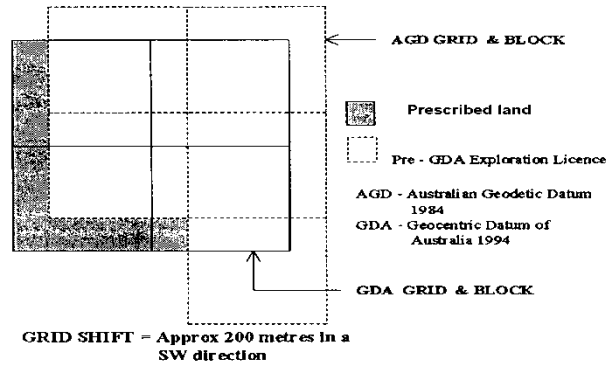 AGD GRID & BLOCK
Prescribed land
Pre - GDA Exploration Licence
AGD - Australian Geodetic Datum
1984
GDA - Geocentric Datum of
Australia 1994
GDA GRID & BLOCK
GRID SHIFT = Approx 200 metres in a
SW direction